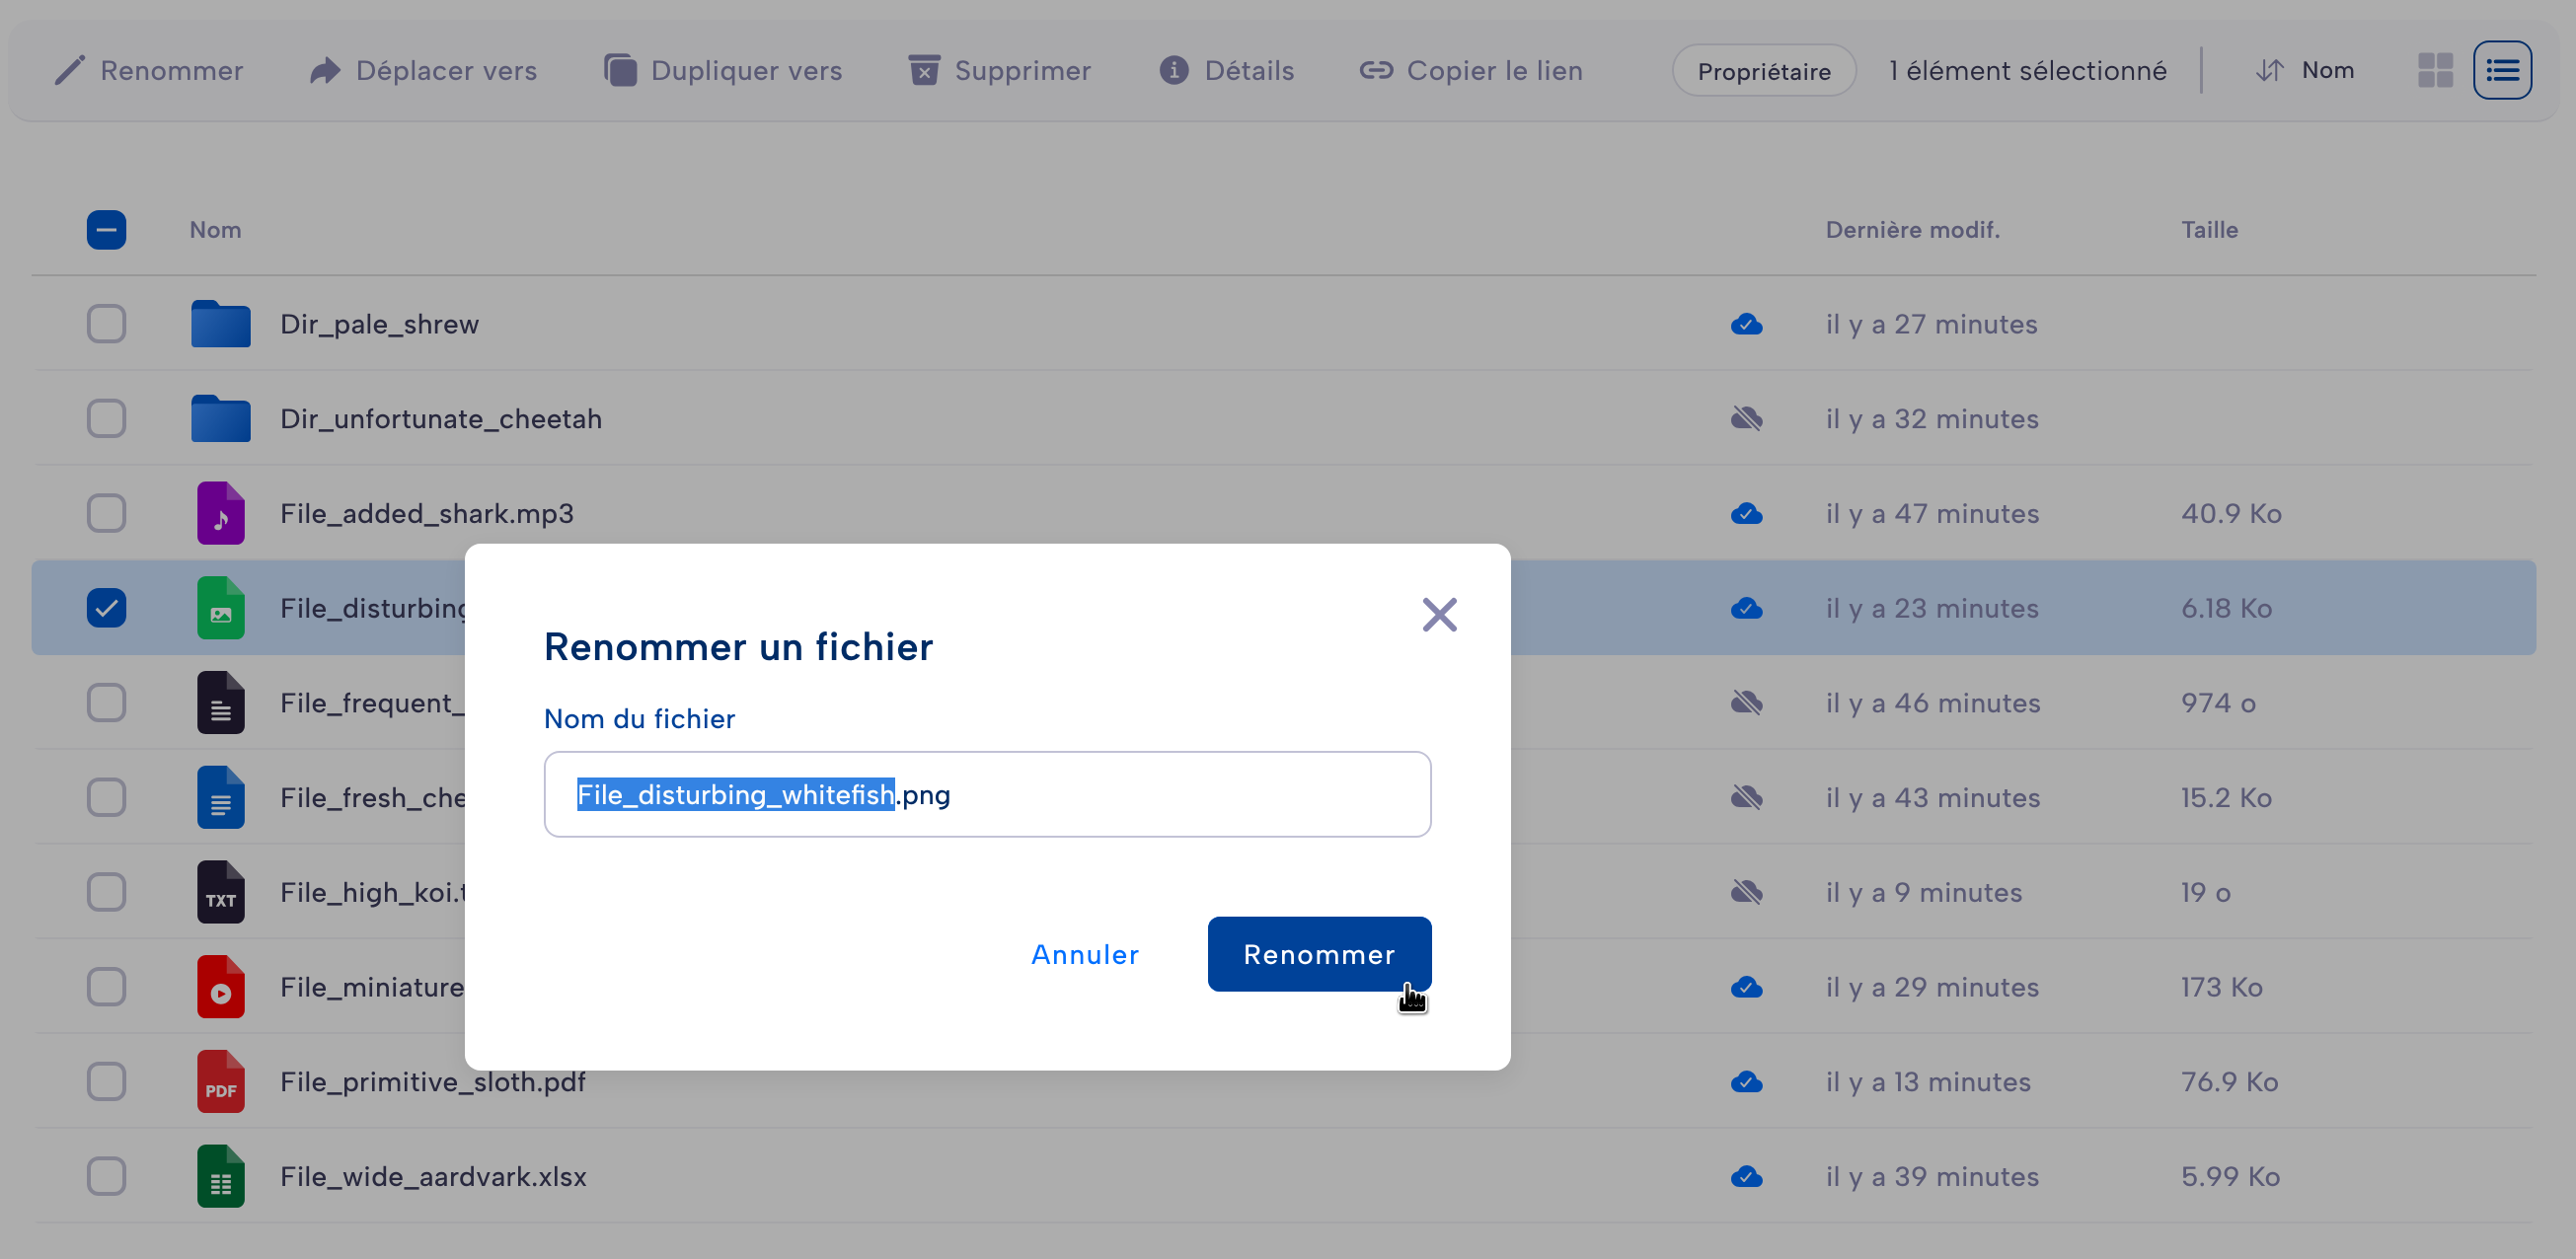 Renommer Déplacer vers Dupliquer vers Supprimer Détails Copier le lien Propriétaire 1 élément sélectionné Nom
Nom Dernière modif. Taille
Dir_pale_shrew il y a 27 minutes
Dir_unfortunate_cheetah il y a 32 minutes
File_added_shark.mp3 il y a 47 minutes 40.9 Ko
File_disturbing il y a 23 minutes 6.18 Ko
File_frequent_ il y a 46 minutes 974 o
File_fresh_che il y a 43 minutes 15.2 Ko
TXT File_high_koi.t il y a 9 minutes 19 o
File_miniature il y a 29 minutes 173 Ko
PDF File_primitive_sloth.pdf il y a 13 minutes 76.9 Ko
File_wide_aardvark.xlsx il y a 39 minutes 5.99 Ko
Renommer un fichier
Nom du fichier
File_disturbing_whitefish.png
Annuler Renommer